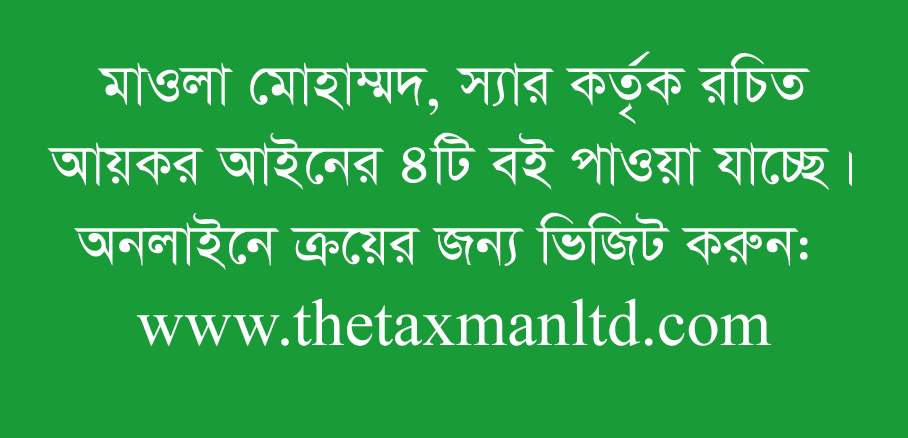 মাওলা মোহাম্মদ, স্যার কর্তৃক রচিত
আয়কর আইনের ৪টি বই পাওয়া যাচ্ছে।
অনলাইনে ক্রয়ের জন্য ভিজিট করুন:
www.thetaxmanltd.com